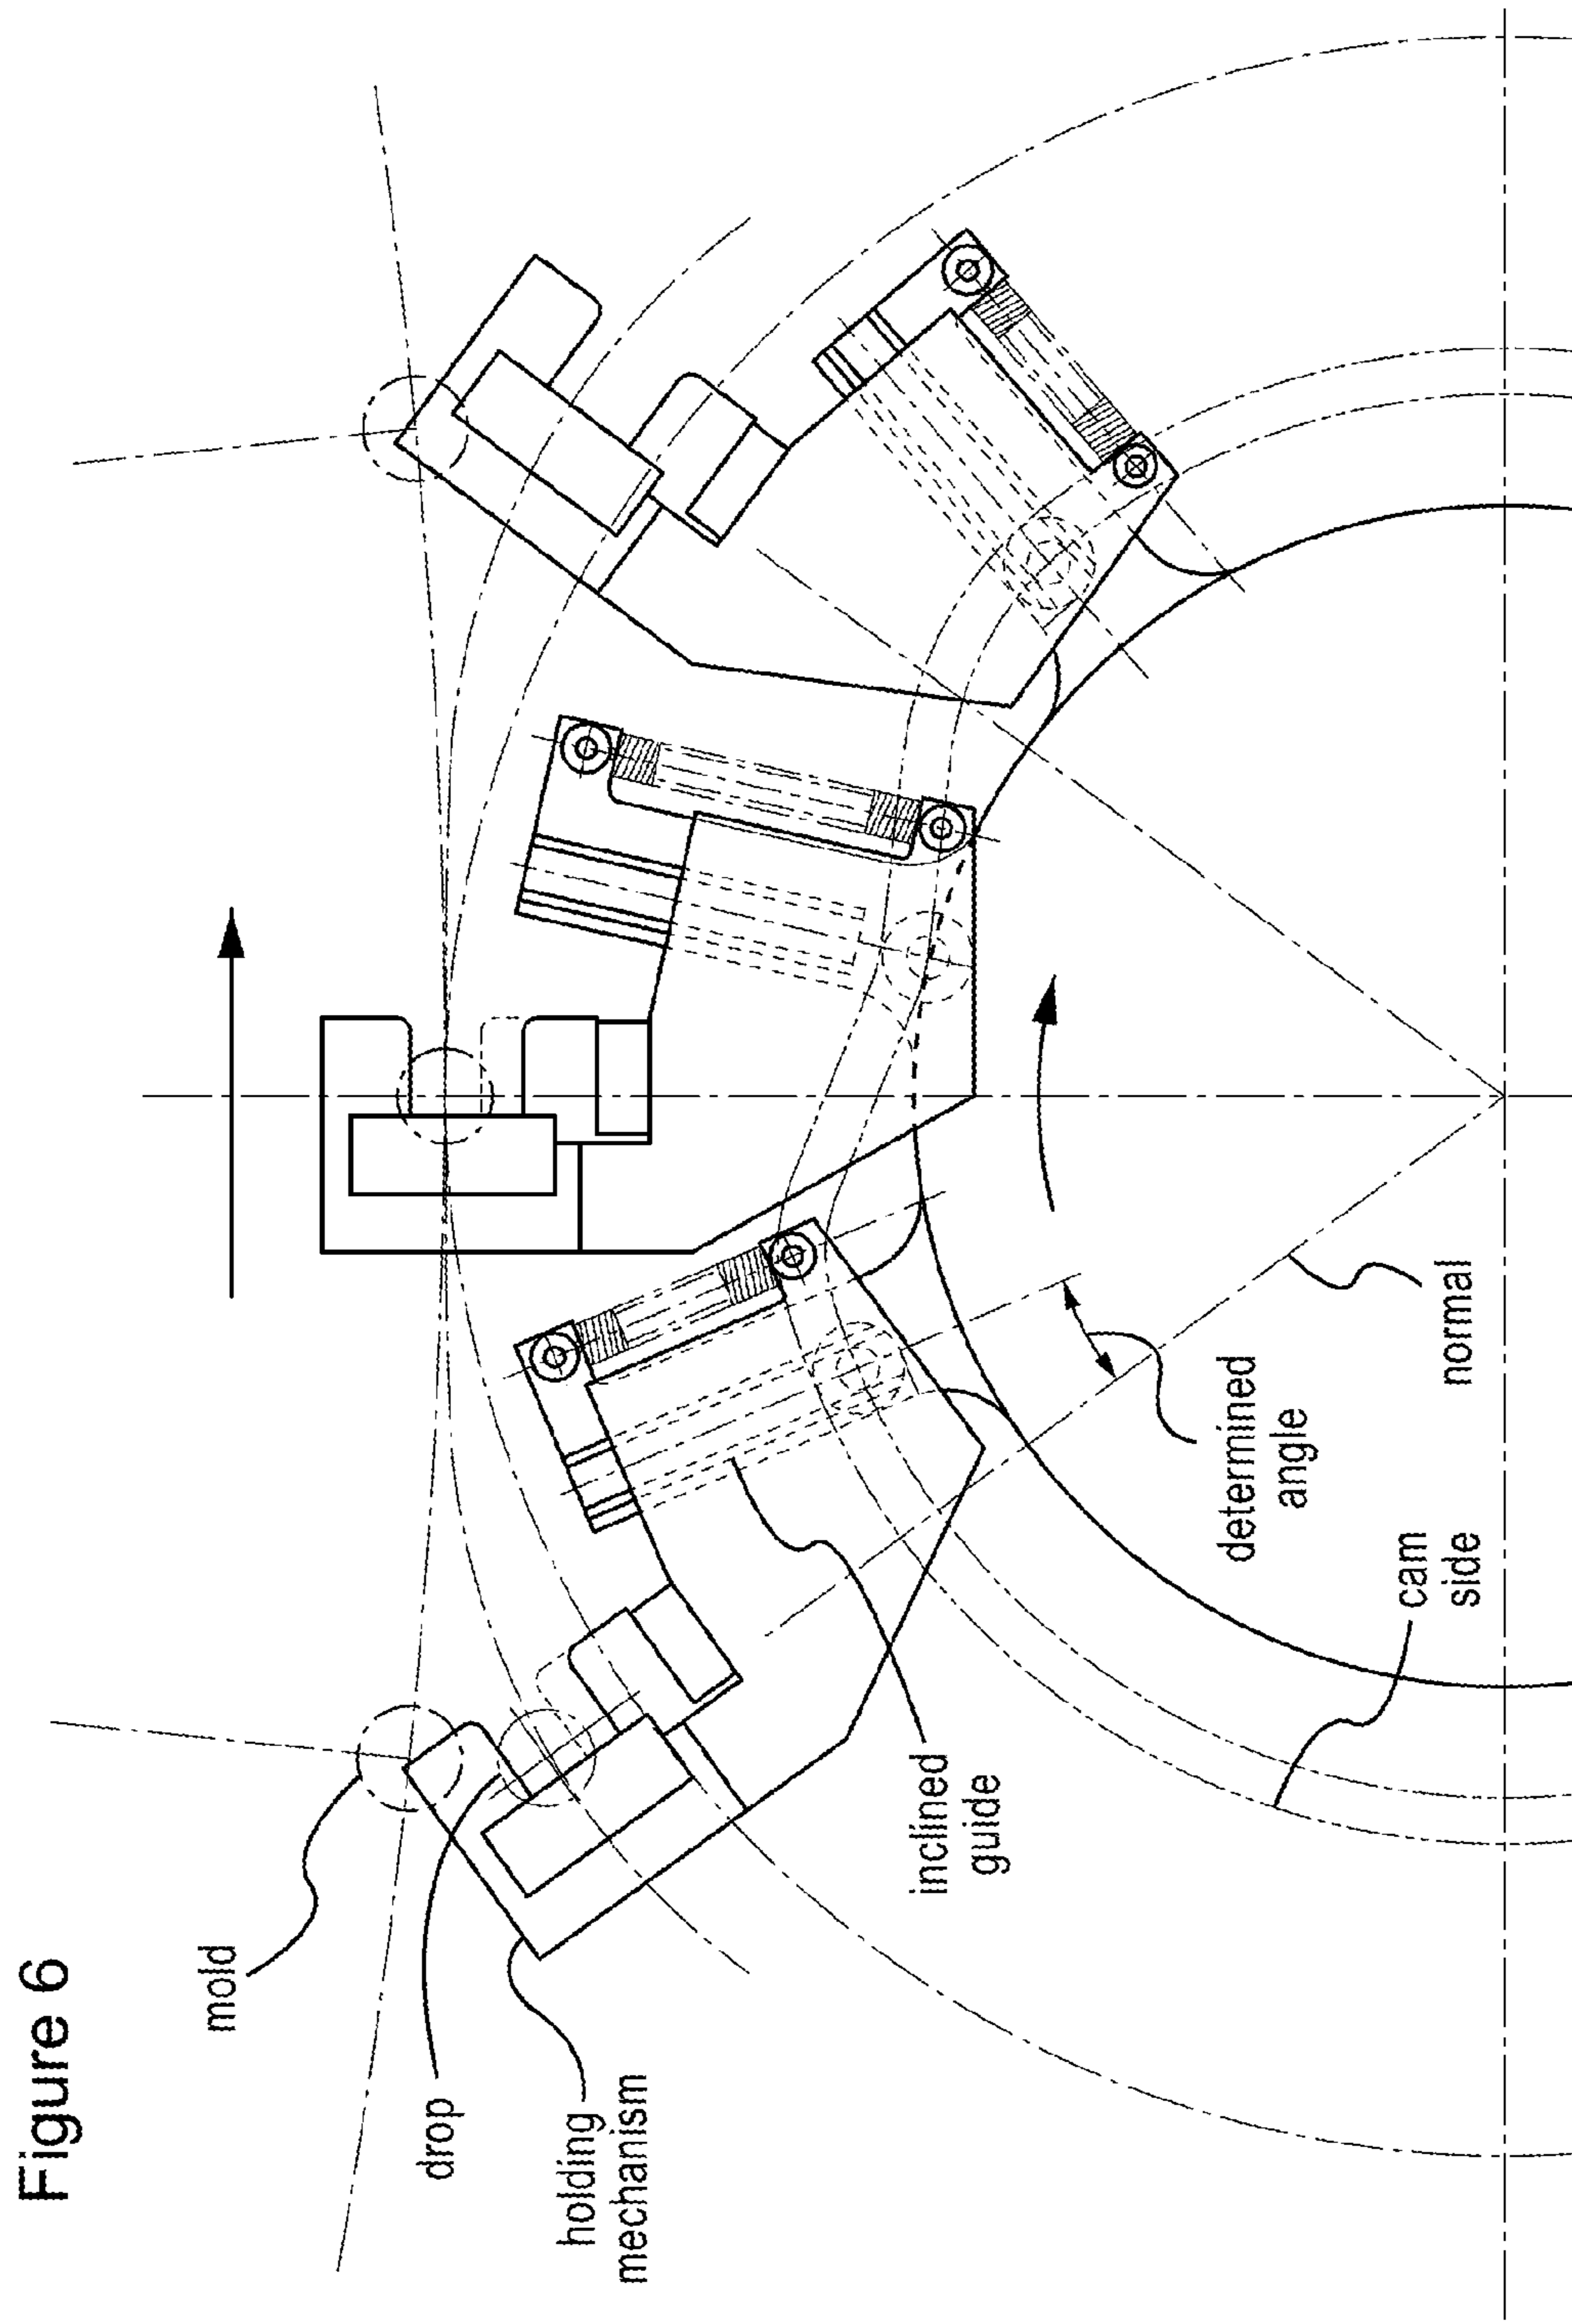 Figure 6
mold
drop
holding
mechanism
inclined
guide
cam
side
determined
angle
normal